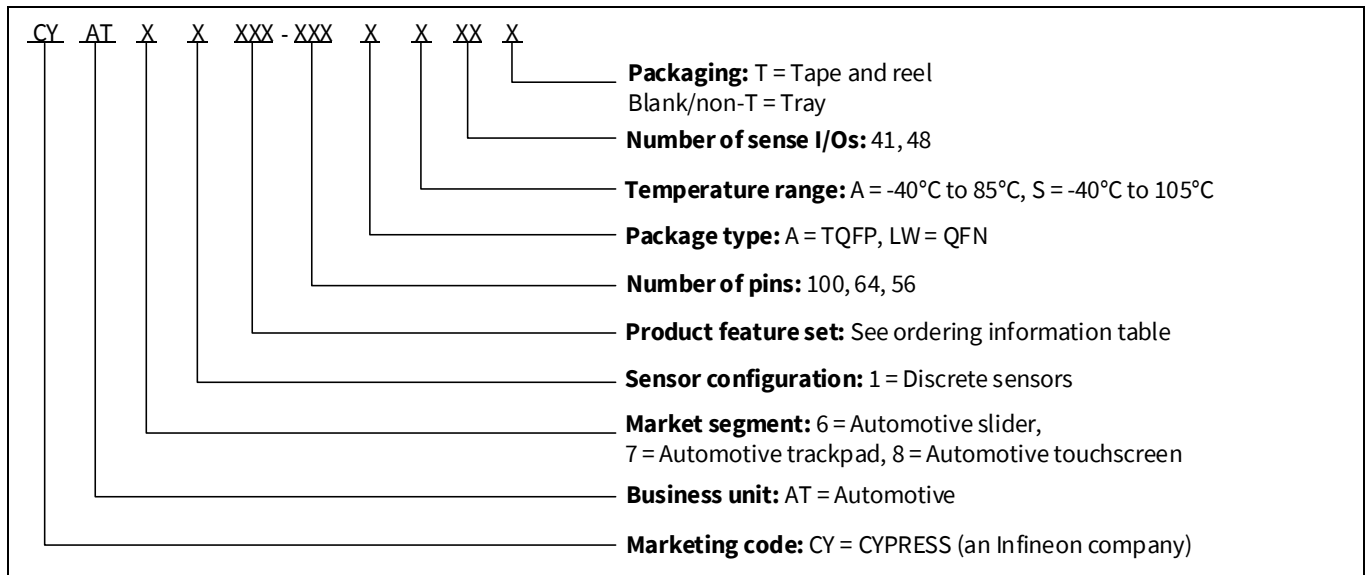 CY AT X X XXX - XXX X X XX X
Packaging: T = Tape and reel
Blank/non-T = Tray
Number of sense I/Os: 41, 48
Temperature range: A = -40°C to 85°C, S = -40°C to 105°C
Package type: A = TQFP, LW = QFN
Number of pins: 100, 64, 56
Product feature set: See ordering information table
Sensor configuration: 1 = Discrete sensors
Market segment: 6 = Automotive slider,
7 = Automotive trackpad, 8 = Automotive touchscreen
Business unit: AT = Automotive
Marketing code: CY = CYPRESS (an Infineon company)